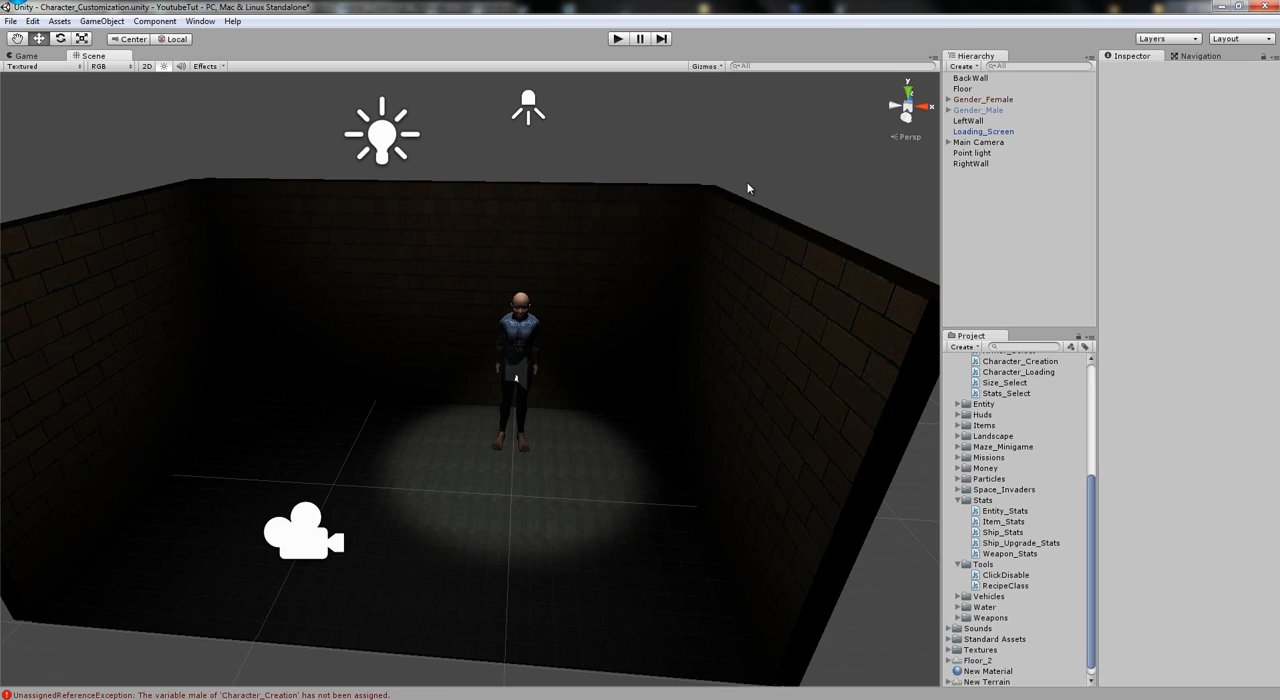 Unity - Character_Customization.unity - YoutubeTut - PC, Mac & Linux Standalone*
File Edit Assets GameObject Component Window Help
Center Local Layers Layout
Game Scene
Textured RGB 2D Effects Gizmos All
y
x
Persp
Hierarchy
Create All
BackWall
Floor
Gender_Female
Gender_Male
LeftWall
Loading_Screen
Main Camera
Point light
RightWall
Inspector Navigation
Project
Create
Character_Creation
Character_Loading
Size_Select
Stats_Select
Entity
Huds
Items
Landscape
Maze_Minigame
Missions
Money
Particles
Space_Invaders
Stats
Entity_Stats
Item_Stats
Ship_Stats
Ship_Upgrade_Stats
Weapon_Stats
Tools
ClickDisable
RecipeClass
Vehicles
Water
Weapons
Sounds
Standard Assets
Textures
Floor_2
New Material
New Terrain
UnassignedReferenceException: The variable male of 'Character_Creation' has not been assigned.